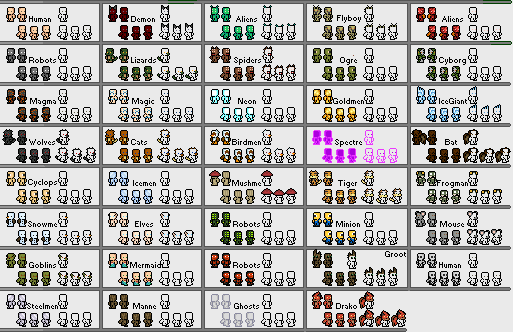 Human Demon Aliens Flyboy Aliens
Robots Lizards Spiders Ogre Cyborg
Magma Magic Neon Goldmen IceGiant
Wolves Cats Birdmen Spectre Bat
Cyclops Icemen Mushme Tiger Frogman
Snowme Elves Robots Minion Mouse
Goblins Mermaid Robots Groot Human
Steelmen Manne Ghosts Drako